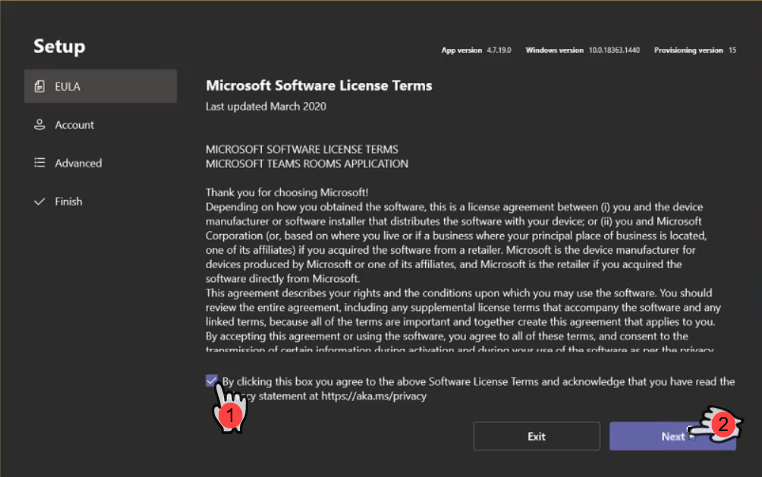 Setup
App version 4.7.19.0 Windows version 10.0.18363.1440 Provisioning version 15
EULA
Account
Advanced
Finish
Microsoft Software License Terms
Last updated March 2020
MICROSOFT SOFTWARE LICENSE TERMS
MICROSOFT TEAMS ROOMS APPLICATION
Thank you for choosing Microsoft!
Depending on how you obtained the software, this is a license agreement between (i) you and the device
manufacturer or software installer that distributes the software with your device; or (ii) you and Microsoft
Corporation (or, based on where you live or if a business where your principal place of business is located,
one of its affiliates) if you acquired the software from a retailer. Microsoft is the device manufacturer for
devices produced by Microsoft or one of its affiliates, and Microsoft is the retailer if you acquired the
software directly from Microsoft.
This agreement describes your rights and the conditions upon which you may use the software. You should
review the entire agreement, including any supplemental license terms that accompany the software and any
linked terms, because all of the terms are important and together create this agreement that applies to you.
By accepting this agreement or using the software, you agree to all of these terms, and consent to the
transmission of certain information during activation and during your use of the software as per the privacy
By clicking this box you agree to the above Software License Terms and acknowledge that you have read the
statement at https://aka.ms/privacy
1
Exit
Next
2